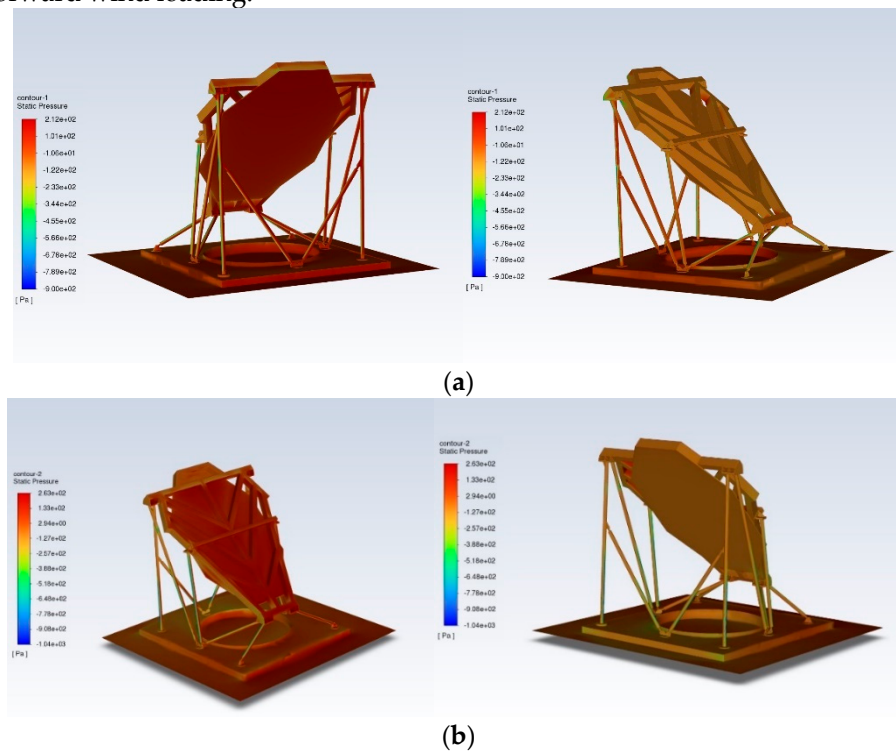 orward wind loading.
contour-1
Static Pressure
2.12e+02
1.01e+02
-1.06e+01
-1.22e+02
-2.33e+02
-3.44e+02
-4.55e+02
-5.66e+02
-6.78e+02
-7.89e+02
-9.00e+02
[ Pa ]
contour-1
Static Pressure
2.12e+02
1.01e+02
-1.06e+01
-1.22e+02
-2.33e+02
-3.44e+02
-4.55e+02
-5.66e+02
-6.78e+02
-7.89e+02
-9.00e+02
[ Pa ]
(a)
contour-2
Static Pressure
2.63e+02
1.33e+02
2.94e+00
-1.27e+02
-2.57e+02
-3.88e+02
-5.18e+02
-6.48e+02
-7.78e+02
-9.08e+02
-1.04e+03
[ Pa ]
contour-2
Static Pressure
2.63e+02
1.33e+02
2.94e+00
-1.27e+02
-2.57e+02
-3.88e+02
-5.18e+02
-6.48e+02
-7.78e+02
-9.08e+02
-1.04e+03
[ Pa ]
(b)